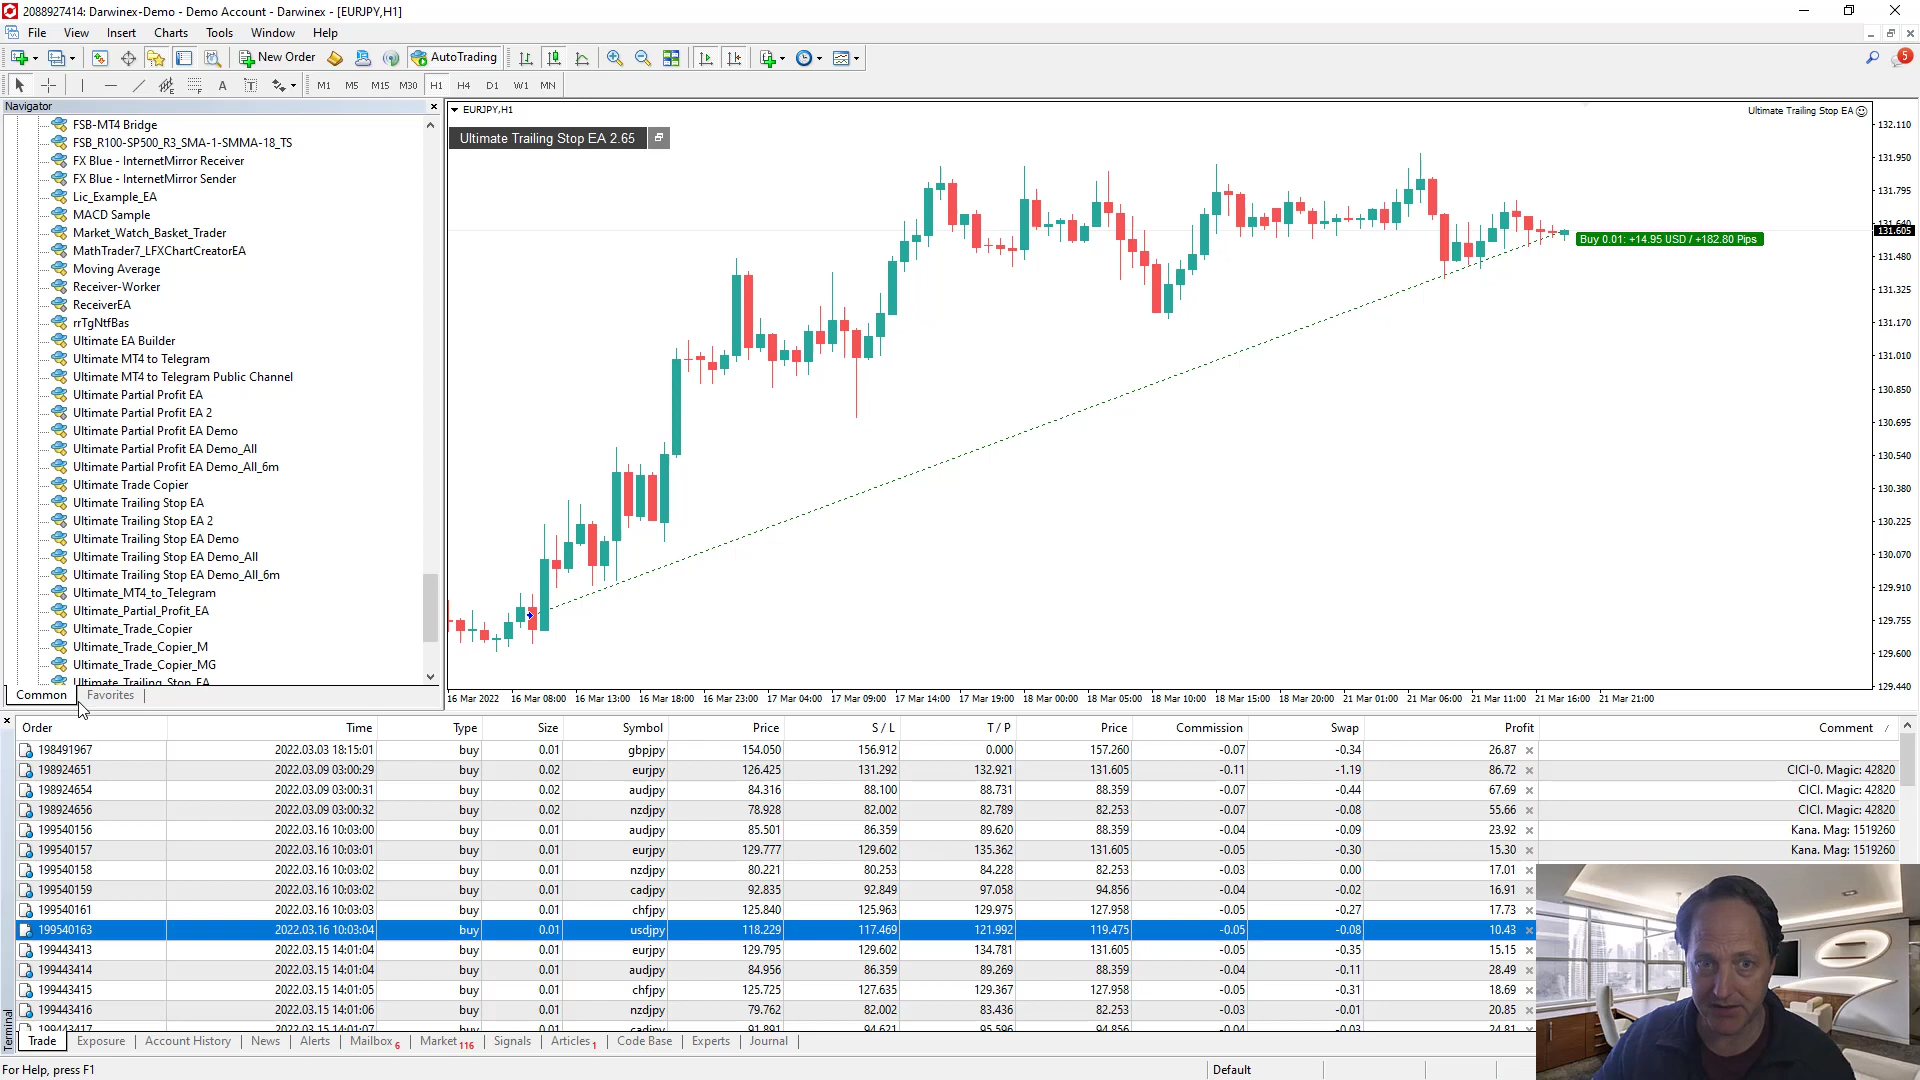 2088927414: Darwinex-Demo - Demo Account - Darwinex - [EURJPY,H1]
File View Insert Charts Tools Window Help
New Order AutoTrading 5
A T M1 M5 M15 M30 H1 H4 D1 W1 MN
Navigator
FSB-MT4 Bridge
FSB_R100-SP500_R3_SMA-1-SMMA-18_TS
FX Blue - InternetMirror Receiver
FX Blue - InternetMirror Sender
Lic_Example_EA
MACD Sample
Market_Watch_Basket_Trader
MathTrader7_LFXChartCreatorEA
Moving Average
Receiver-Worker
ReceiverEA
rrTgNtfBas
Ultimate EA Builder
Ultimate MT4 to Telegram
Ultimate MT4 to Telegram Public Channel
Ultimate Partial Profit EA
Ultimate Partial Profit EA 2
Ultimate Partial Profit EA Demo
Ultimate Partial Profit EA Demo_All
Ultimate Partial Profit EA Demo_All_6m
Ultimate Trade Copier
Ultimate Trailing Stop EA
Ultimate Trailing Stop EA 2
Ultimate Trailing Stop EA Demo
Ultimate Trailing Stop EA Demo_All
Ultimate Trailing Stop EA Demo_All_6m
Ultimate_MT4_to_Telegram
Ultimate_Partial_Profit_EA
Ultimate_Trade_Copier
Ultimate_Trade_Copier_M
Ultimate_Trade_Copier_MG
Ultimate_Trailing_Stop_EA
Common Favorites
EURJPY,H1
Ultimate Trailing Stop EA
Ultimate Trailing Stop EA 2.65
Buy 0.01: +14.95 USD / +182.80 Pips
132.110
131.950
131.795
131.640
131.605
131.480
131.325
131.170
131.010
130.850
130.695
130.540
130.380
130.225
130.070
129.910
129.755
129.600
129.440
16 Mar 2022 16 Mar 08:00 16 Mar 13:00 16 Mar 18:00 16 Mar 23:00 17 Mar 04:00 17 Mar 09:00 17 Mar 14:00 17 Mar 19:00 18 Mar 00:00 18 Mar 05:00 18 Mar 10:00 18 Mar 15:00 18 Mar 20:00 21 Mar 01:00 21 Mar 06:00 21 Mar 11:00 21 Mar 16:00 21 Mar 21:00
Order Time Type Size Symbol Price S / L T / P Price Commission Swap Profit Comment /
198491967 2022.03.03 18:15:01 buy 0.01 gbpjpy 154.050 156.912 0.000 157.260 -0.07 -0.34 26.87
198924651 2022.03.09 03:00:29 buy 0.02 eurjpy 126.425 131.292 132.921 131.605 -0.11 -1.19 86.72 CICI-0. Magic: 42820
198924654 2022.03.09 03:00:31 buy 0.02 audjpy 84.316 88.100 88.731 88.359 -0.07 -0.44 67.69 CICI. Magic: 42820
198924656 2022.03.09 03:00:32 buy 0.02 nzdjpy 78.928 82.002 82.789 82.253 -0.07 -0.08 55.66 CICI. Magic: 42820
199540156 2022.03.16 10:03:00 buy 0.01 audjpy 85.501 86.359 89.620 88.359 -0.04 -0.09 23.92 Kana. Mag: 1519260
199540157 2022.03.16 10:03:01 buy 0.01 eurjpy 129.777 129.602 135.362 131.605 -0.05 -0.30 15.30 Kana. Mag: 1519260
199540158 2022.03.16 10:03:02 buy 0.01 nzdjpy 80.221 80.253 84.228 82.253 -0.03 0.00 17.01
199540159 2022.03.16 10:03:02 buy 0.01 cadjpy 92.835 92.849 97.058 94.856 -0.04 -0.02 16.91
199540161 2022.03.16 10:03:03 buy 0.01 chfjpy 125.840 125.963 129.975 127.958 -0.05 -0.27 17.73
199540163 2022.03.16 10:03:04 buy 0.01 usdjpy 118.229 117.469 121.992 119.475 -0.05 -0.08 10.43
199443413 2022.03.15 14:01:04 buy 0.01 eurjpy 129.795 129.602 134.781 131.605 -0.05 -0.35 15.15
199443414 2022.03.15 14:01:04 buy 0.01 audjpy 84.956 86.359 89.269 88.359 -0.04 -0.11 28.49
199443415 2022.03.15 14:01:05 buy 0.01 chfjpy 125.725 127.635 129.367 127.958 -0.05 -0.31 18.69
199443416 2022.03.15 14:01:06 buy 0.01 nzdjpy 79.762 82.002 83.436 82.253 -0.03 -0.01 20.85
199443417 2022.03.15 14:01:07 buy 0.01 cadjpy 91.891 94.621 95.596 94.856 -0.04 -0.03 24.81
Terminal
Trade Exposure Account History News Alerts Mailbox 6 Market 116 Signals Articles 1 Code Base Experts Journal
For Help, press F1 Default